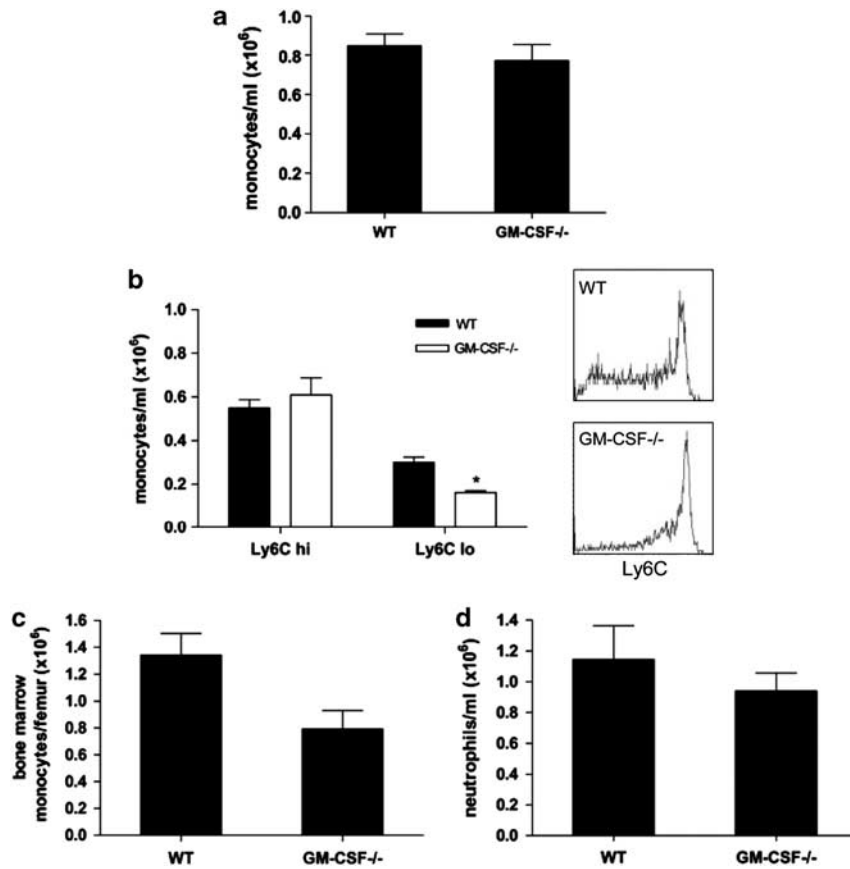 a
monocytes/ml (x10⁶)
1.0
0.8
0.6
0.4
0.2
0.0
WT
GM-CSF-/-
b
monocytes/ml (x10⁶)
1.0
0.8
0.6
0.4
0.2
0.0
WT
GM-CSF-/-
*
Ly6C hi
Ly6C lo
WT
GM-CSF-/-
Ly6C
c
bone marrow
monocytes/femur (x10⁶)
1.6
1.4
1.2
1.0
0.8
0.6
0.4
0.2
0.0
WT
GM-CSF-/-
d
neutrophils/ml (x10⁶)
1.4
1.2
1.0
0.8
0.6
0.4
0.2
0.0
WT
GM-CSF-/-